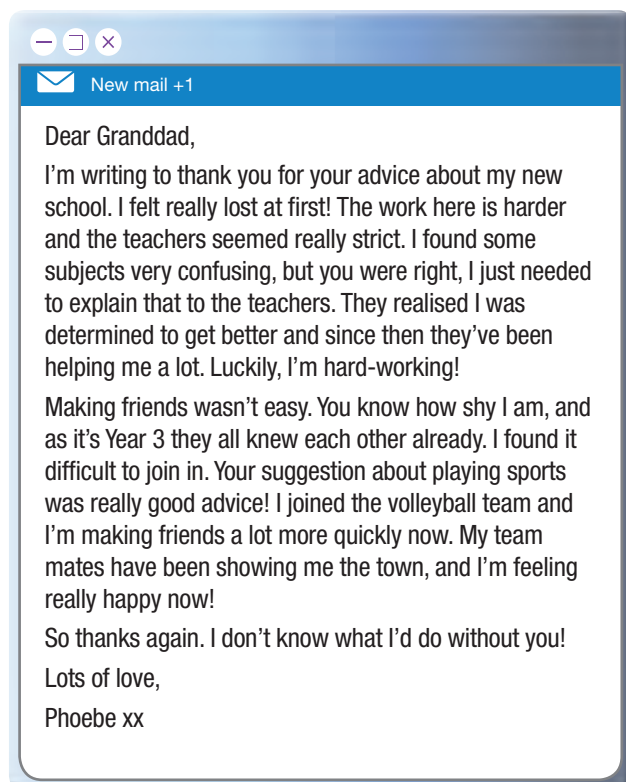 New mail +1
Dear Granddad,
I'm writing to thank you for your advice about my new
school. I felt really lost at first! The work here is harder
and the teachers seemed really strict. I found some
subjects very confusing, but you were right, I just needed
to explain that to the teachers. They realised I was
determined to get better and since then they've been
helping me a lot. Luckily, I'm hard-working!
Making friends wasn't easy. You know how shy I am, and
as it's Year 3 they all knew each other already. I found it
difficult to join in. Your suggestion about playing sports
was really good advice! I joined the volleyball team and
I'm making friends a lot more quickly now. My team
mates have been showing me the town, and I'm feeling
really happy now!
So thanks again. I don't know what I'd do without you!
Lots of love,
Phoebe xx